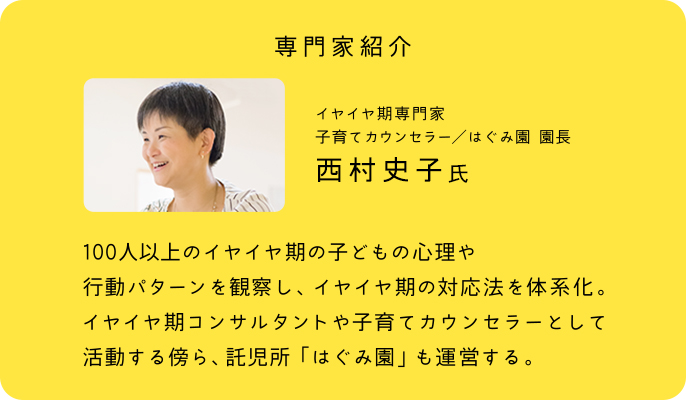 専門家紹介
イヤイヤ期専門家
子育てカウンセラー／はぐみ園 園長
西村史子氏
100人以上のイヤイヤ期の子どもの心理や
行動パターンを観察し、イヤイヤ期の対応法を体系化。
イヤイヤ期コンサルタントや子育てカウンセラーとして
活動する傍ら、託児所「はぐみ園」も運営する。